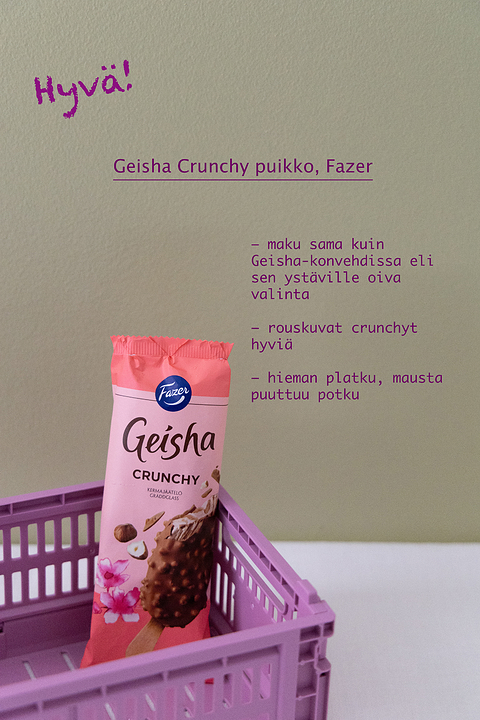 Hyvä!
Geisha Crunchy puikko, Fazer
– maku sama kuin
Geisha-konvehdissa eli
sen ystäville oiva
valinta
– rouskuvat crunchyt
hyviä
– hieman platku, mausta
puuttuu potku
Fazer
Geisha
CRUNCHY
KERMAJÄÄTELÖ
GRÄDDGLASS